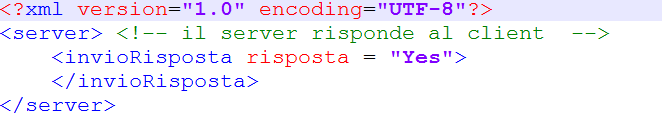 <?xml version="1.0" encoding="UTF-8"?>
<server> <!-- il server risponde al client  -->
    <invioRisposta risposta = "Yes">
    </invioRisposta>
</server>